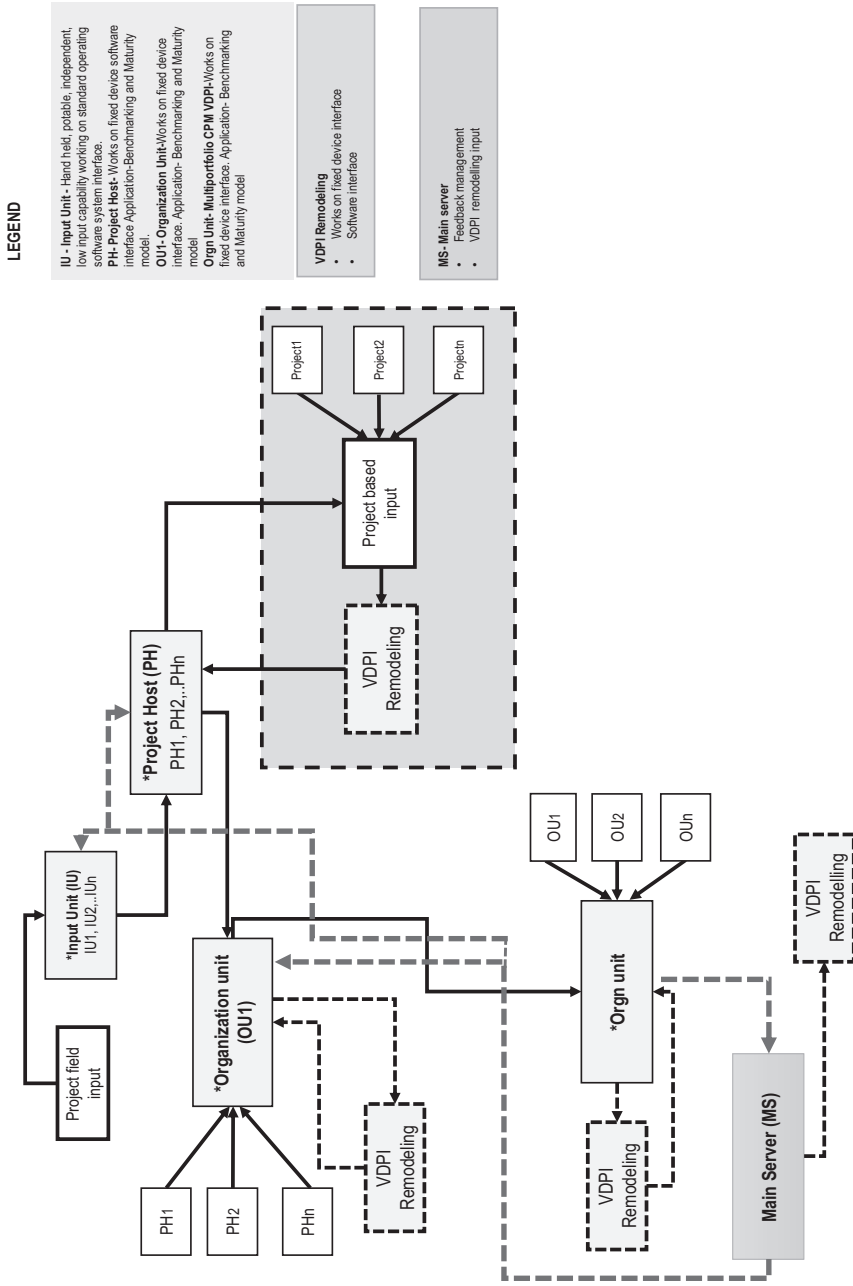 LEGEND
IU - Input Unit - Hand held, potable, independent,
low input capability working on standard operating
software system interface.
PH- Project Host- Works on fixed device software
interface Application-Benchmarking and Maturity
model.
OU1- Organization Unit-Works on fixed device
interface. Application- Benchmarking and Maturity
model
Orgn Unit- Multiportfolio CPM VDPI-Works on
fixed device interface. Application- Benchmarking
and Maturity model
VDPI Remodeling
• Works on fixed device interface
• Software interface
MS- Main server
• Feedback management
• VDPI remodelling input
Project field
input
*Input Unit (IU)
IU1, IU2,..IUn
*Project Host (PH)
PH1, PH2,..PHn
Project1
Project2
Projectn
Project based
input
VDPI
Remodeling
PH1
PH2
PHn
*Organization unit
(OU1)
VDPI
Remodeling
OU1
OU2
OUn
*Orgn unit
VDPI
Remodeling
Main Server (MS)
VDPI
Remodelling